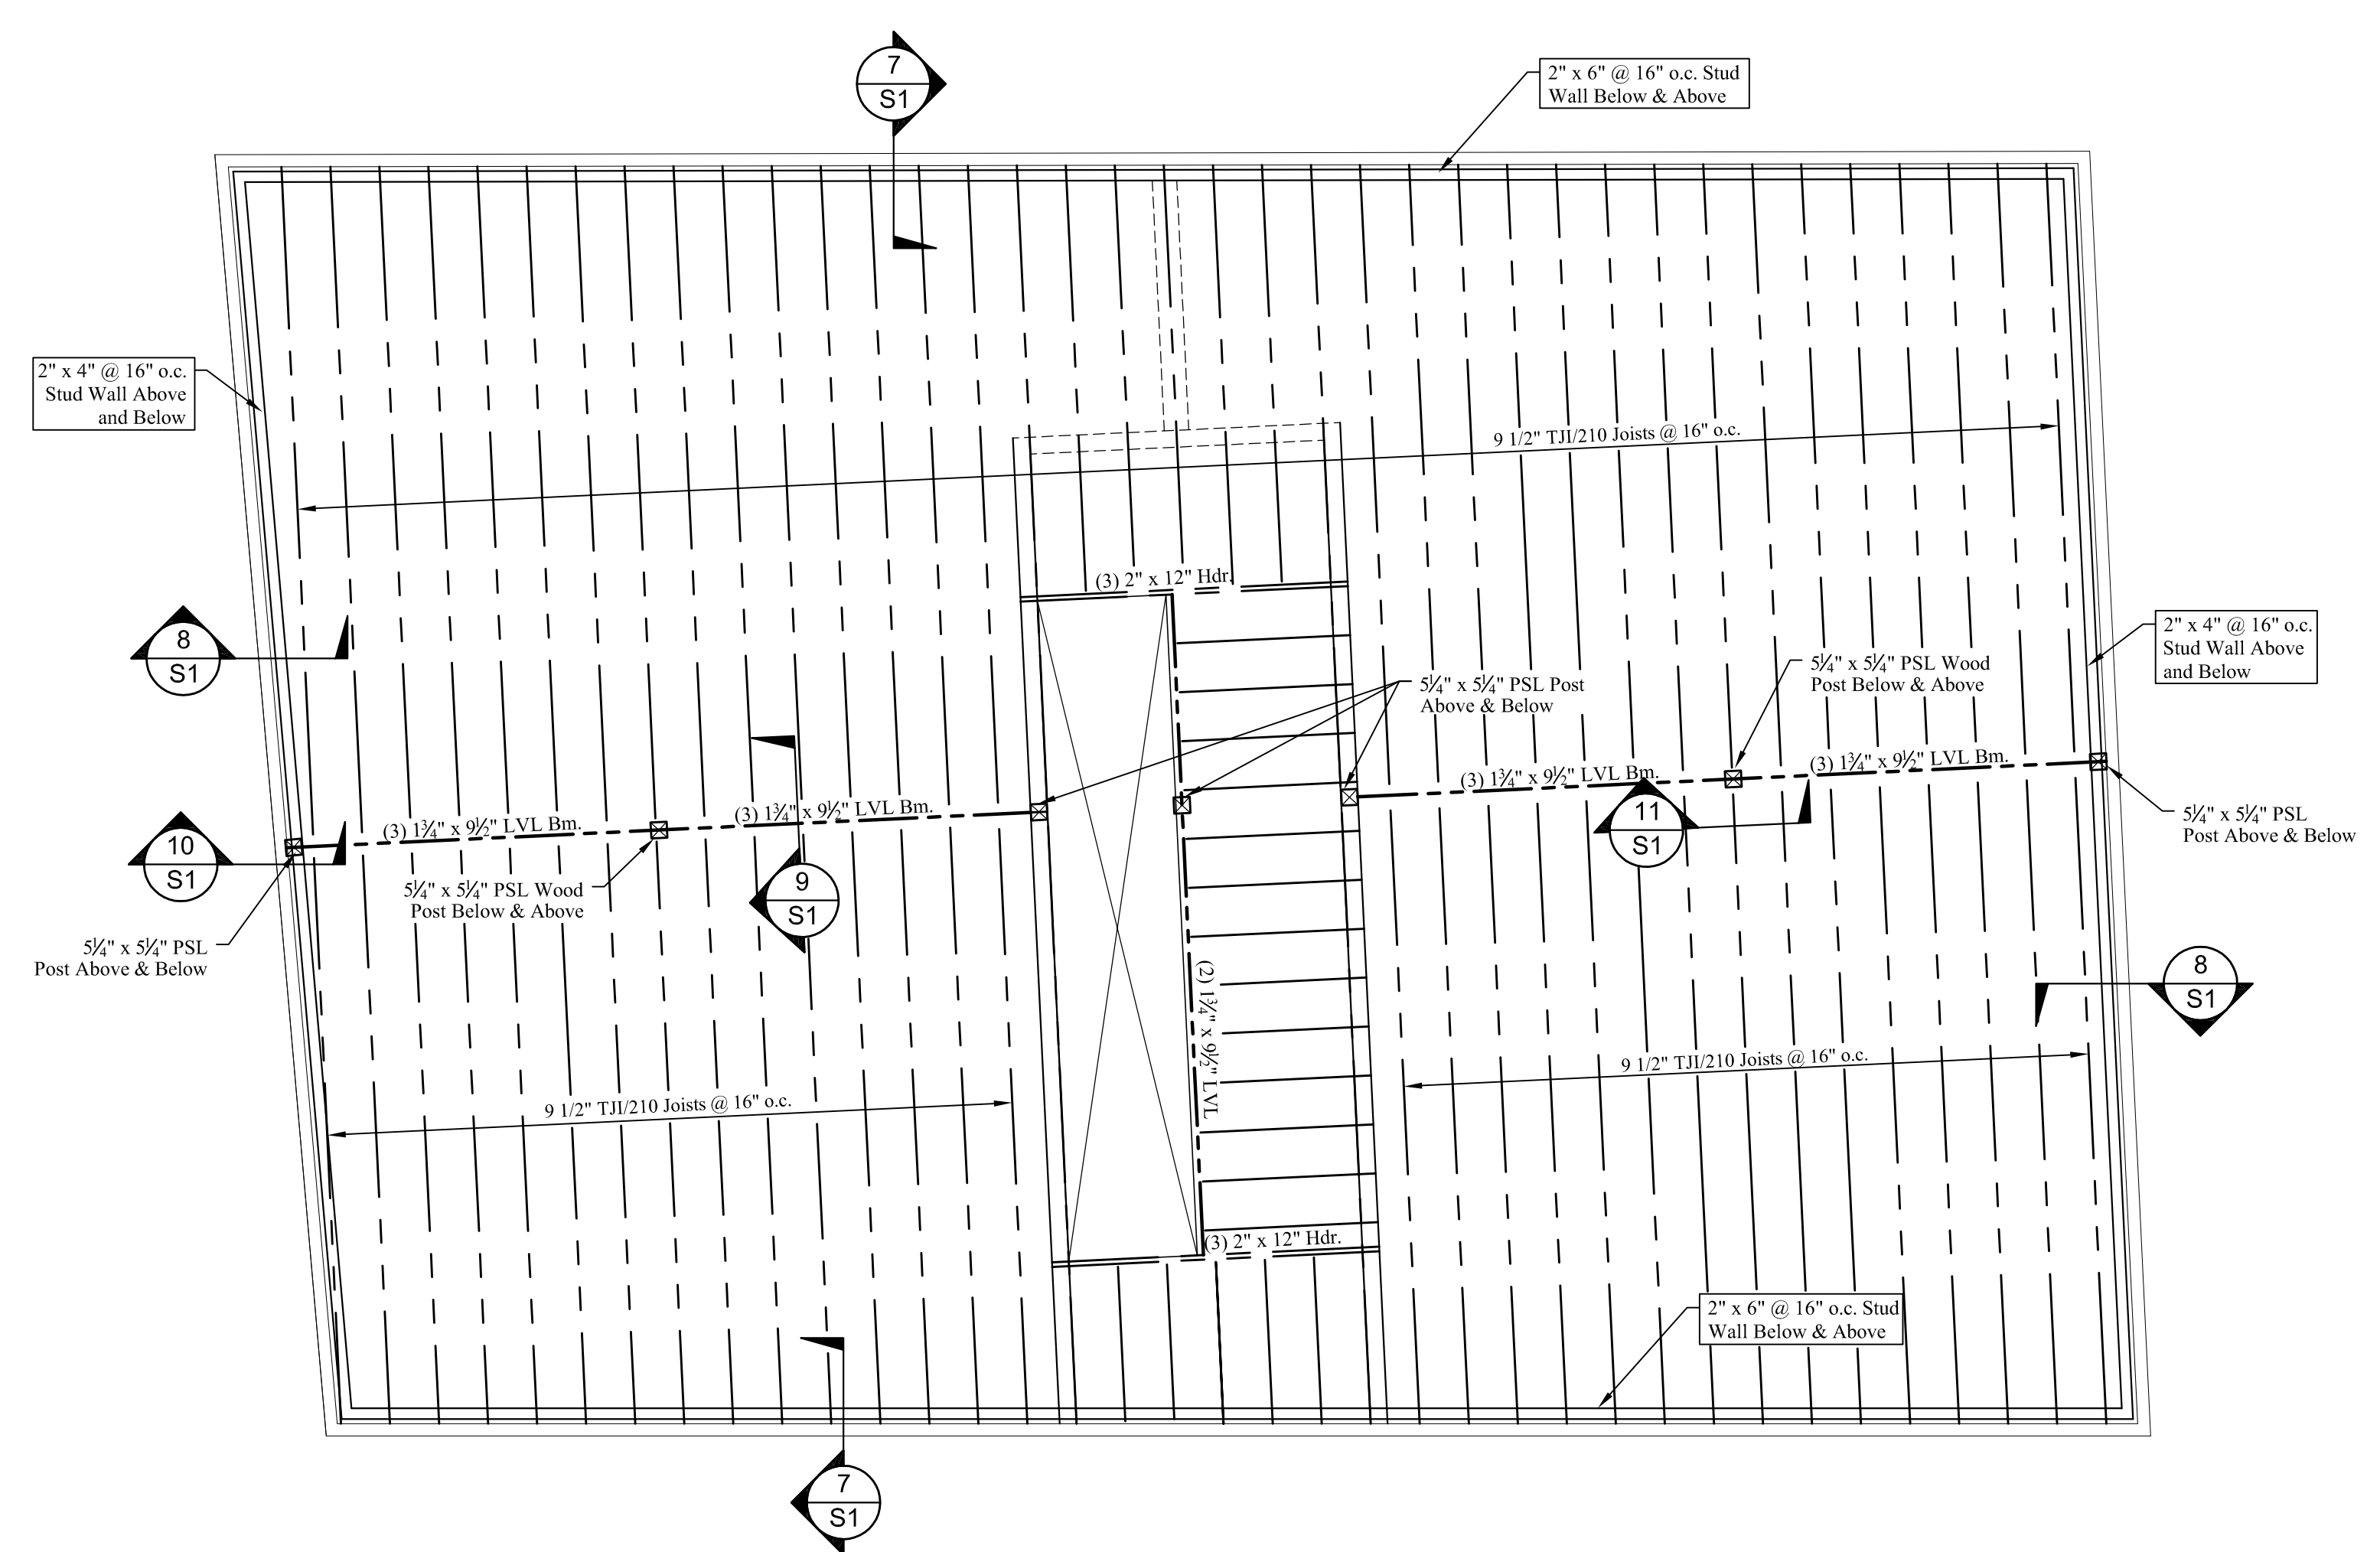 7
S1
2" x 6" @ 16" o.c. Stud
Wall Below & Above
2" x 4" @ 16" o.c.
Stud Wall Above
and Below
9 1/2" TJI/210 Joists @ 16" o.c.
(3) 2" x 12" Hdr.
8
S1
2" x 4" @ 16" o.c.
Stud Wall Above
and Below
5¼" x 5¼" PSL Wood
Post Below & Above
5¼" x 5¼" PSL Post
Above & Below
(3) 1¾" x 9½" LVL Bm.
(3) 1¾" x 9½" LVL Bm.
(3) 1¾" x 9½" LVL Bm.
(3) 1¾" x 9½" LVL Bm.
11
S1
5¼" x 5¼" PSL
Post Above & Below
10
S1
5¼" x 5¼" PSL Wood
Post Below & Above
9
S1
5¼" x 5¼" PSL
Post Above & Below
(2) 1¾" x 9½" LVL
8
S1
9 1/2" TJI/210 Joists @ 16" o.c.
9 1/2" TJI/210 Joists @ 16" o.c.
(3) 2" x 12" Hdr.
2" x 6" @ 16" o.c. Stud
Wall Below & Above
7
S1